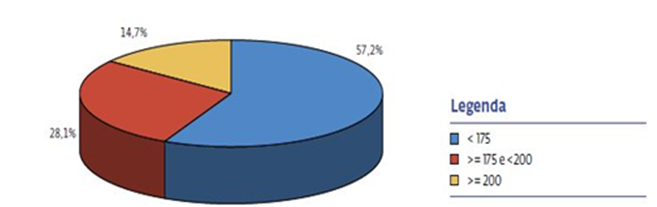 14,7%
57,2%
28,1%
Legenda
< 175
>= 175 e <200
>= 200